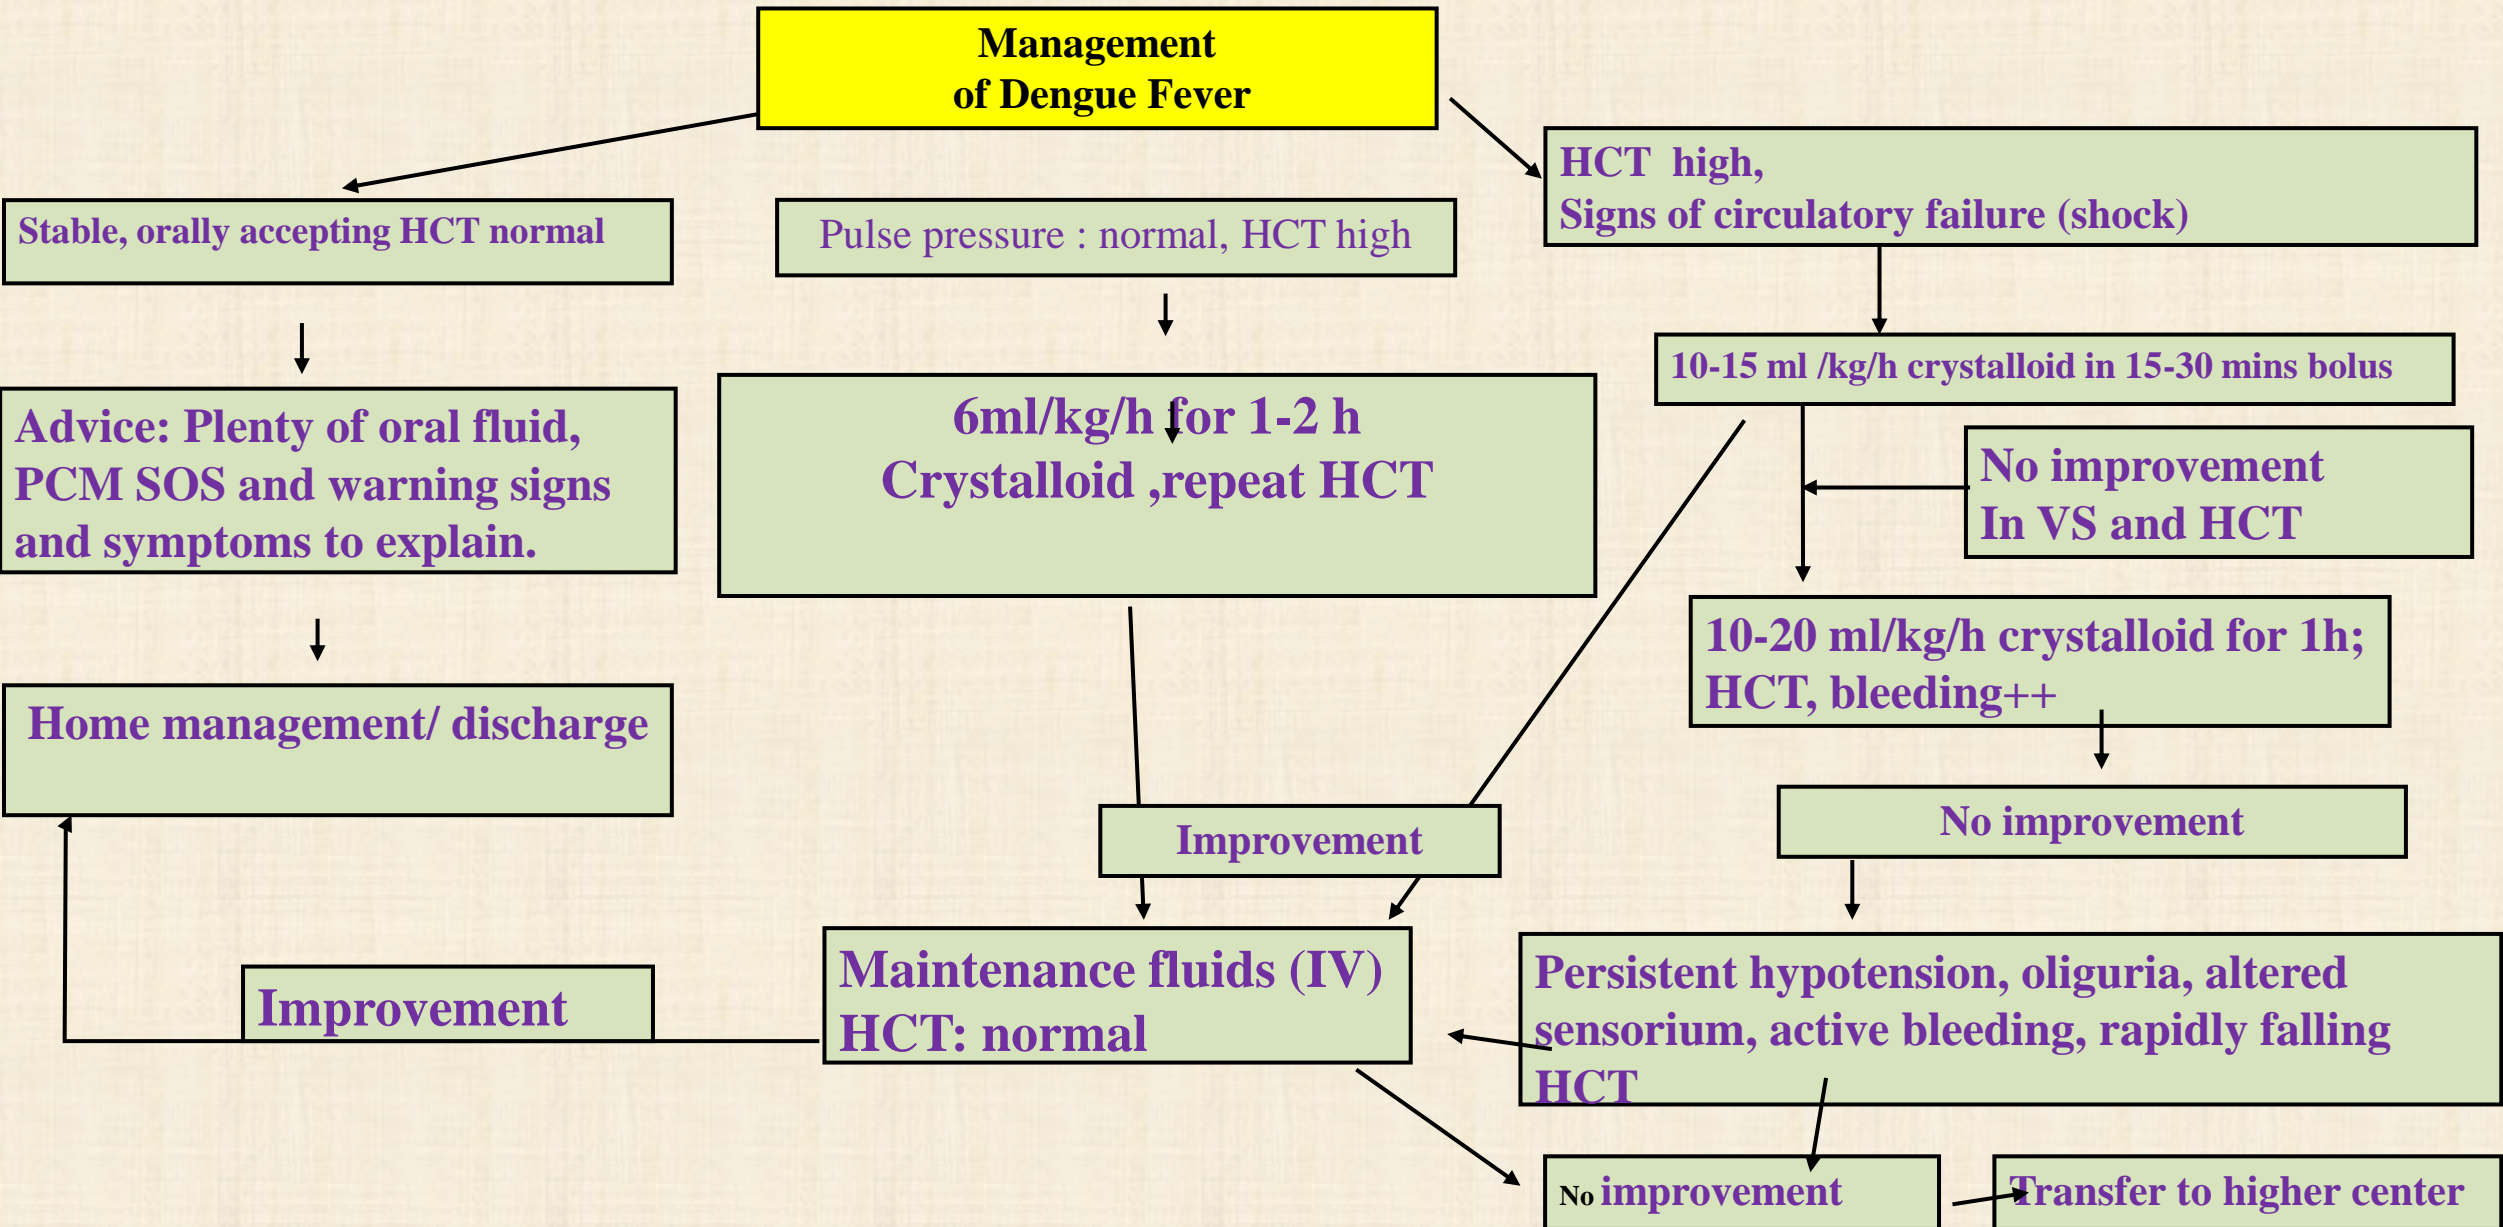 Management
of Dengue Fever
HCT high,
Signs of circulatory failure (shock)
Stable, orally accepting HCT normal
Pulse pressure : normal, HCT high
10-15 ml /kg/h crystalloid in 15-30 mins bolus
Advice: Plenty of oral fluid,
PCM SOS and warning signs
and symptoms to explain.
6ml/kg/h for 1-2 h
Crystalloid ,repeat HCT
No improvement
In VS and HCT
10-20 ml/kg/h crystalloid for 1h;
HCT, bleeding++
Home management/ discharge
Improvement
No improvement
Maintenance fluids (IV)
HCT: normal
Persistent hypotension, oliguria, altered
sensorium, active bleeding, rapidly falling
HCT
Improvement
No improvement
Transfer to higher center